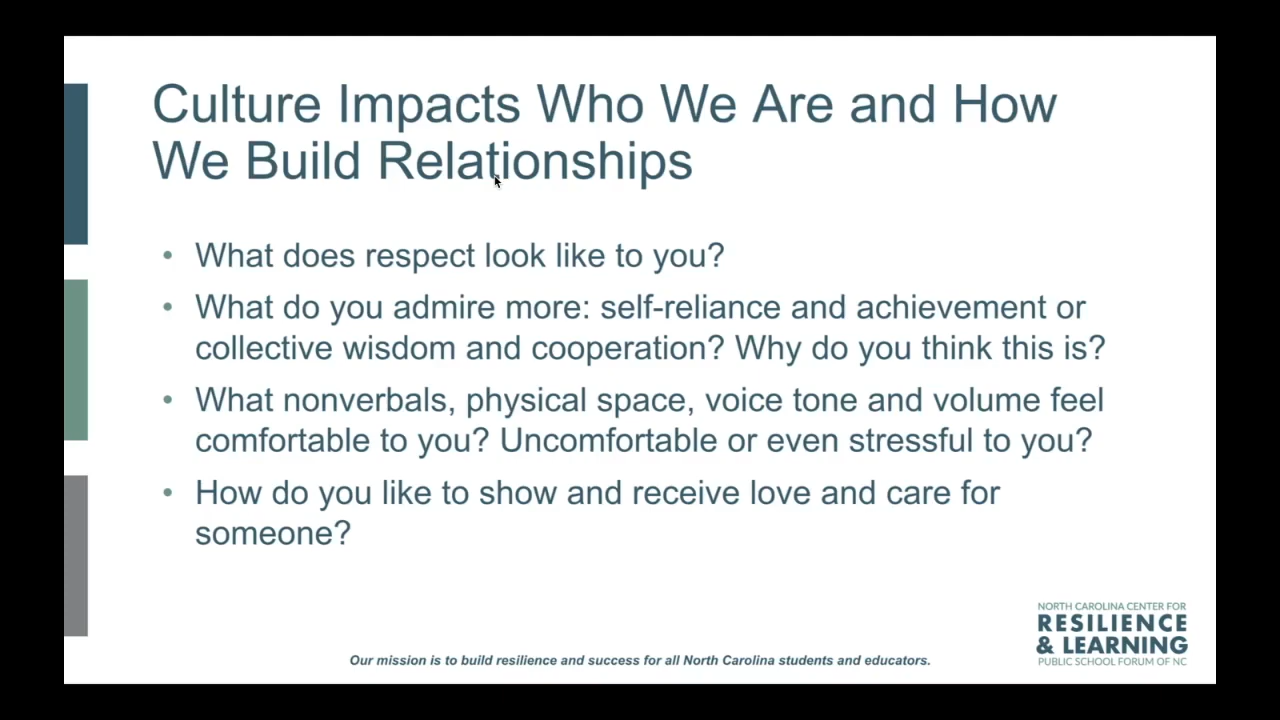 Culture Impacts Who We Are and How
We Build Relationships
• What does respect look like to you?
• What do you admire more: self-reliance and achievement or
collective wisdom and cooperation? Why do you think this is?
• What nonverbals, physical space, voice tone and volume feel
comfortable to you? Uncomfortable or even stressful to you?
• How do you like to show and receive love and care for
someone?
NORTH CAROLINA CENTER FOR
RESILIENCE
& LEARNING
PUBLIC SCHOOL FORUM OF NC
Our mission is to build resilience and success for all North Carolina students and educators.